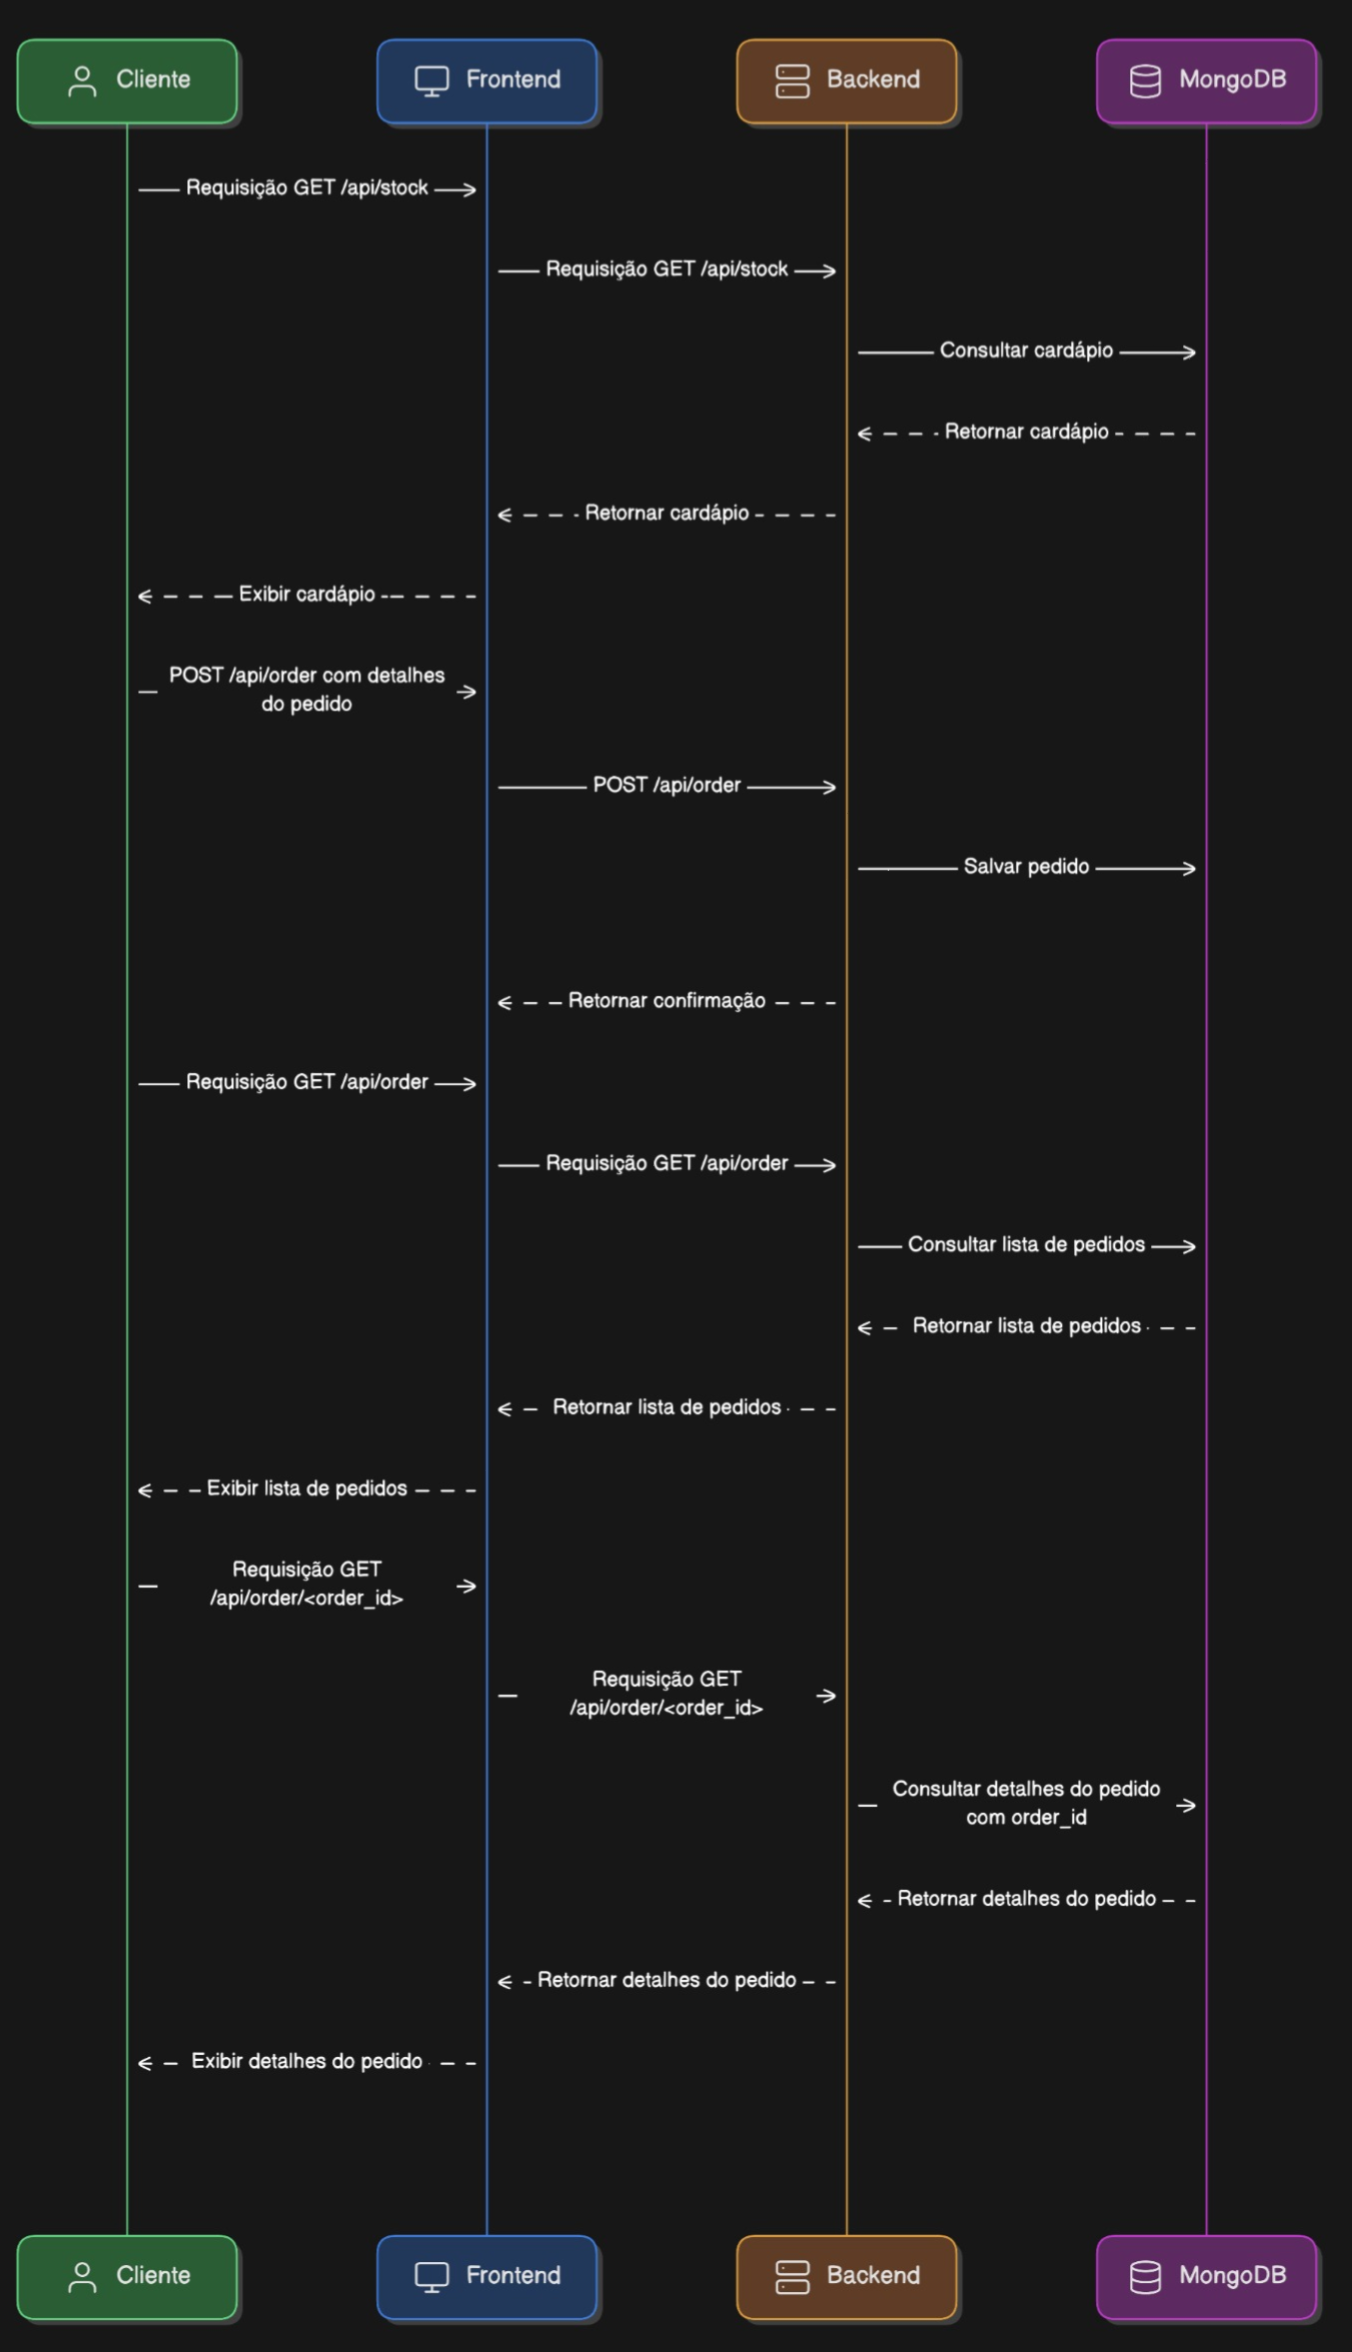 Cliente
Frontend
Backend
MongoDB
Requisição GET /api/stock
Requisição GET /api/stock
Consultar cardápio
Retornar cardápio
Retornar cardápio
Exibir cardápio
POST /api/order com detalhes
do pedido
POST /api/order
Salvar pedido
Retornar confirmação
Requisição GET /api/order
Requisição GET /api/order
Consultar lista de pedidos
Retornar lista de pedidos
Retornar lista de pedidos
Exibir lista de pedidos
Requisição GET
/api/order/<order_id>
Requisição GET
/api/order/<order_id>
Consultar detalhes do pedido
com order_id
Retornar detalhes do pedido
Retornar detalhes do pedido
Exibir detalhes do pedido
Cliente
Frontend
Backend
MongoDB